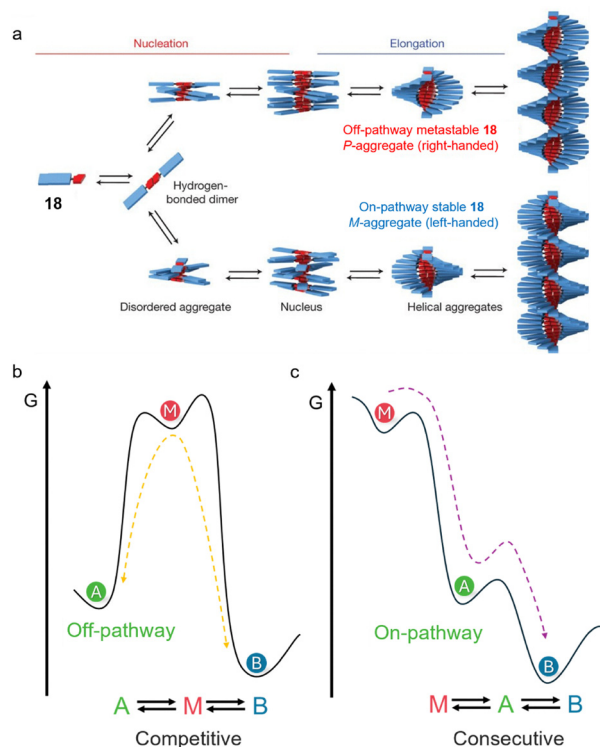 a
Nucleation
Elongation
Off-pathway metastable 18
P-aggregate (right-handed)
18
Hydrogen-
bonded dimer
On-pathway stable 18
M-aggregate (left-handed)
Disordered aggregate
Nucleus
Helical aggregates
b
G
M
A
B
Off-pathway
A M B
Competitive
c
G
M
A
B
On-pathway
M A B
Consecutive